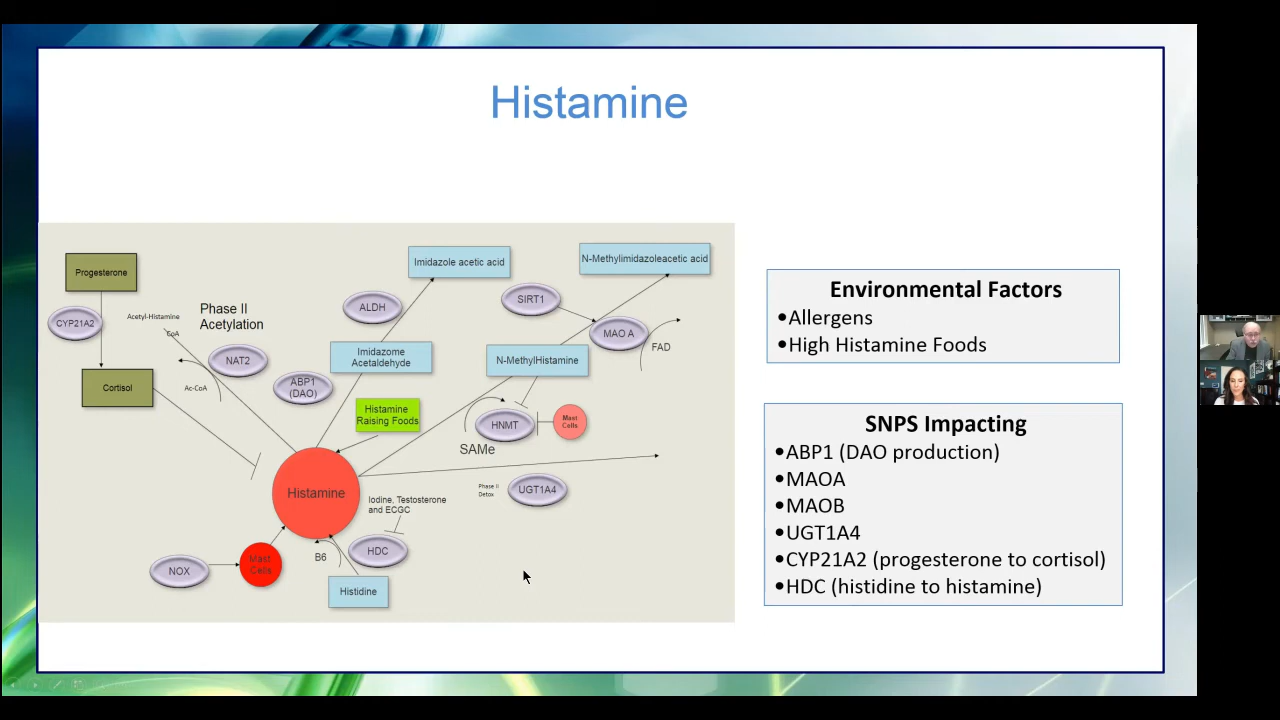 Histamine
Progesterone
CYP21A2
Cortisol
Acetyl-Histamine
CoA
Phase II
Acetylation
NAT2
Ac-CoA
ABP1
(DAO)
ALDH
Imidazole acetic acid
Imidazome
Acetaldehyde
Histamine
Raising Foods
SIRT1
N-Methylimidazoleacetic acid
MAO A
FAD
N-MethylHistamine
HNMT
Mast
Cells
SAMe
Histamine
Phase II
Detox
UGT1A4
Iodine, Testosterone
and ECGC
HDC
B6
NOX
Mast
Cells
Histidine
Environmental Factors
•Allergens
•High Histamine Foods
SNPS Impacting
•ABP1 (DAO production)
•MAOA
•MAOB
•UGT1A4
•CYP21A2 (progesterone to cortisol)
•HDC (histidine to histamine)